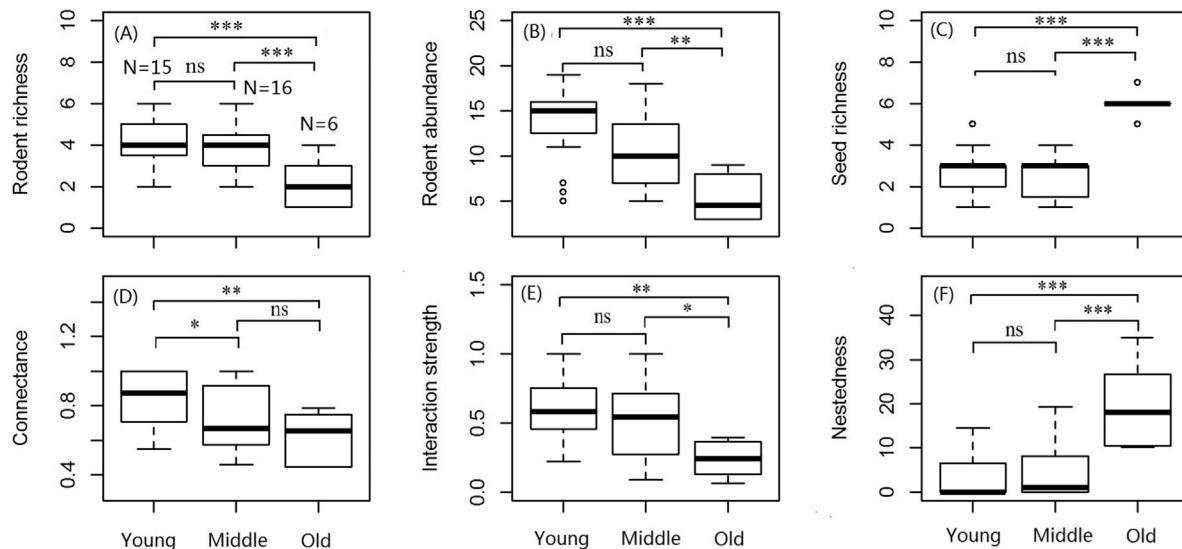 (A)
Rodent richness
10
8
6
4
2
0
***
N=15
ns
***
N=16
N=6
(B)
Rodent abundance
25
20
15
10
5
***
ns
**
(C)
Seed richness
10
8
6
4
2
0
***
ns
***
(D)
Connectance
1.2
0.8
0.4
**
*
ns
Young
Middle
Old
(E)
Interaction strength
1.5
1.0
0.5
0.0
**
ns
*
Young
Middle
Old
(F)
Nestedness
40
30
20
10
0
***
ns
***
Young
Middle
Old